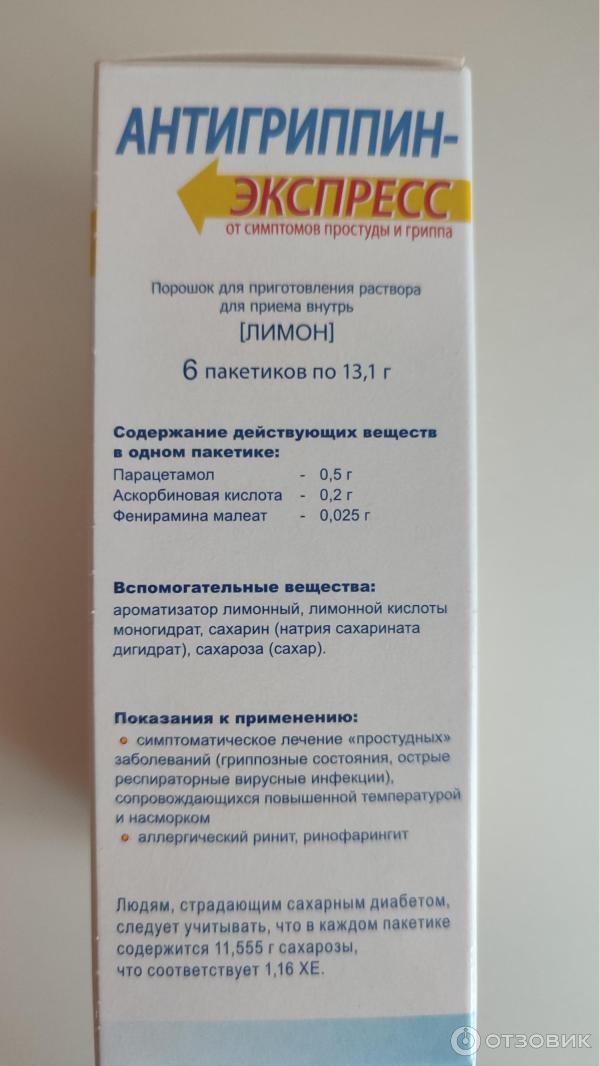 АНТИГРИППИН-
ЭКСПРЕСС
от симптомов простуды и гриппа
Порошок для приготовления раствора
для приема внутрь
[ЛИМОН]
6 пакетиков по 13,1 г
Содержание действующих веществ
в одном пакетике:
Парацетамол - 0,5 г
Аскорбиновая кислота - 0,2 г
Фенирамина малеат - 0,025 г
Вспомогательные вещества:
ароматизатор лимонный, лимонной кислоты
моногидрат, сахарин (натрия сахарината
дигидрат), сахароза (сахар).
Показания к применению:
• симптоматическое лечение «простудных»
заболеваний (гриппозные состояния, острые
респираторные вирусные инфекции),
сопровождающихся повышенной температурой
и насморком
• аллергический ринит, ринофарингит
Людям, страдающим сахарным диабетом,
следует учитывать, что в каждом пакетике
содержится 11,555 г сахарозы,
что соответствует 1,16 ХЕ.
ОТЗОВИК